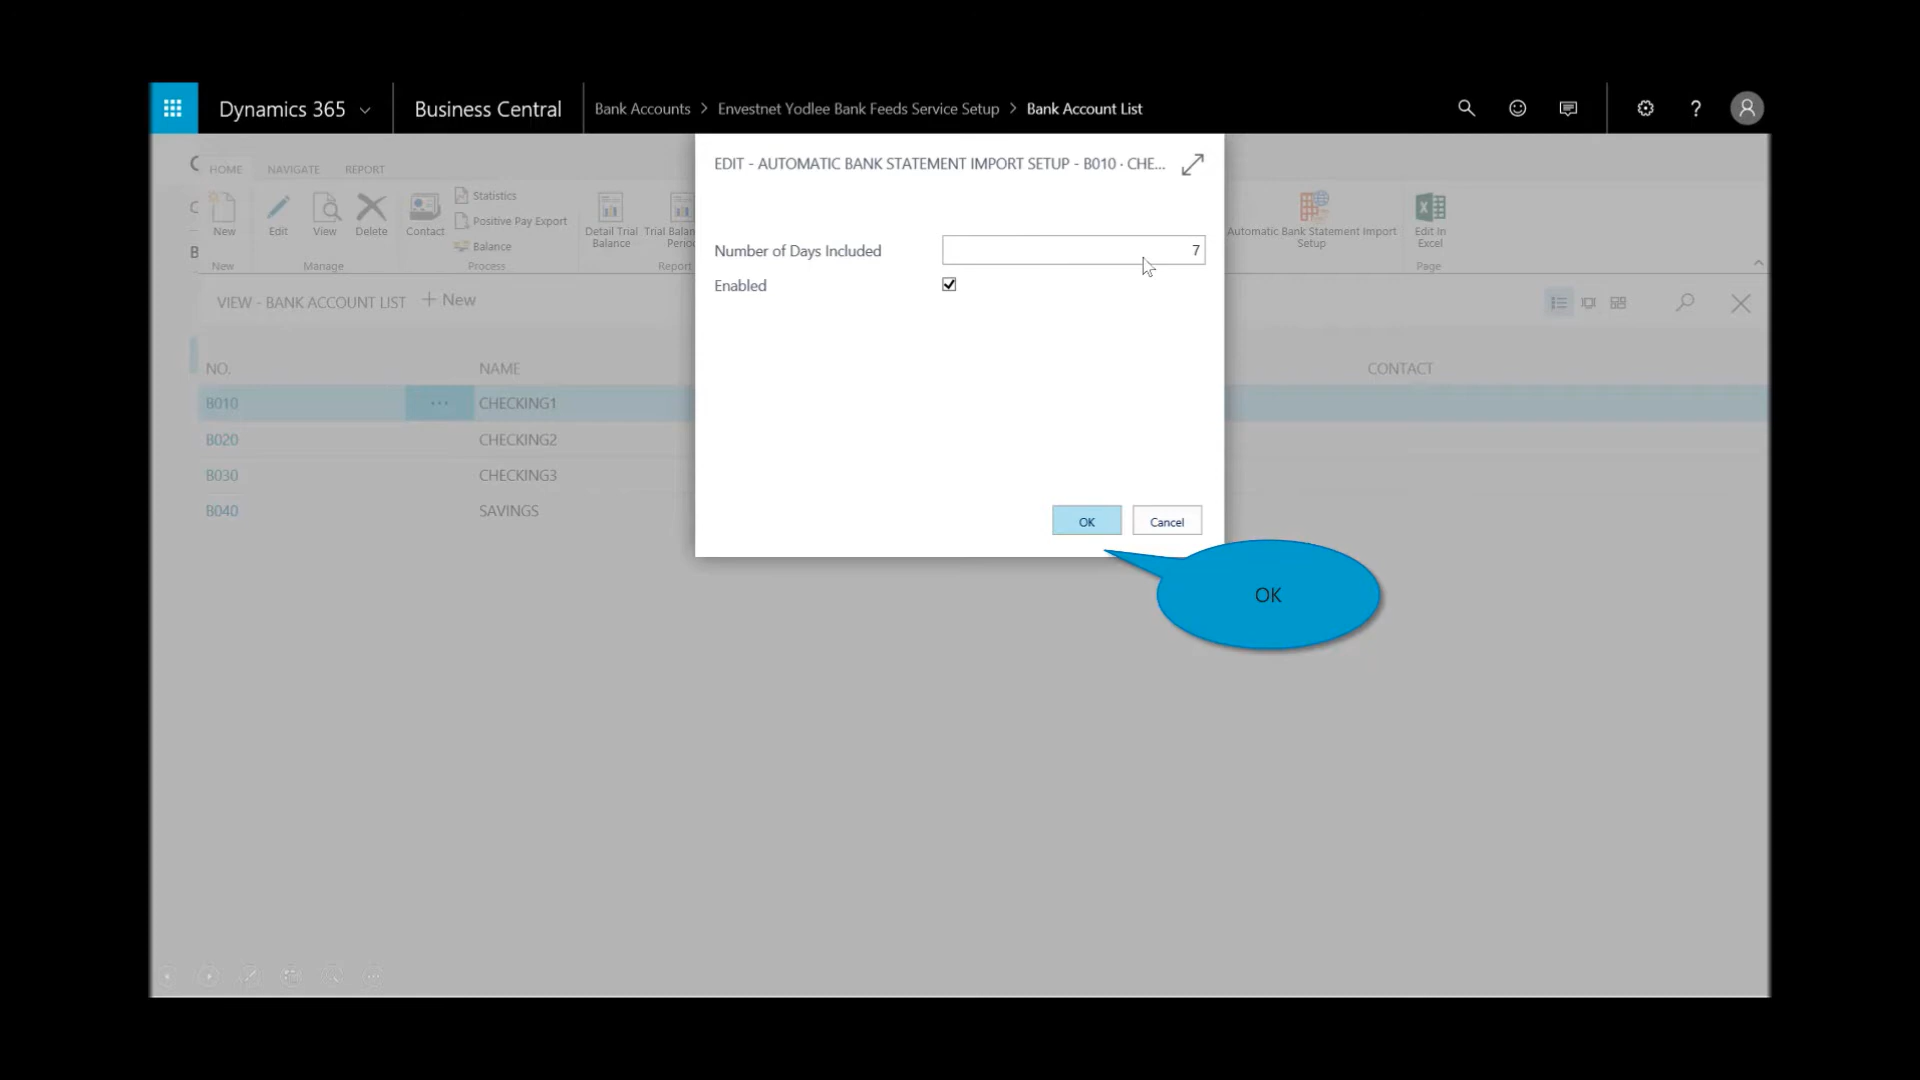 Dynamics 365
Business Central
Bank Accounts > Envestnet Yodlee Bank Feeds Service Setup > Bank Account List
EDIT - AUTOMATIC BANK STATEMENT IMPORT SETUP - B010 · CHE...
HOME NAVIGATE REPORT
New
Edit
View
Delete
Contact
Statistics
Positive Pay Export
Balance
Detail Trial
Balance
Trial Balan
Perio
Automatic Bank Statement Import
Setup
Edit In
Excel
New
Manage
Process
Report
Page
Number of Days Included 7
Enabled
VIEW - BANK ACCOUNT LIST + New
NO. NAME CONTACT
B010 ... CHECKING1
B020 CHECKING2
B030 CHECKING3
B040 SAVINGS
OK Cancel
OK